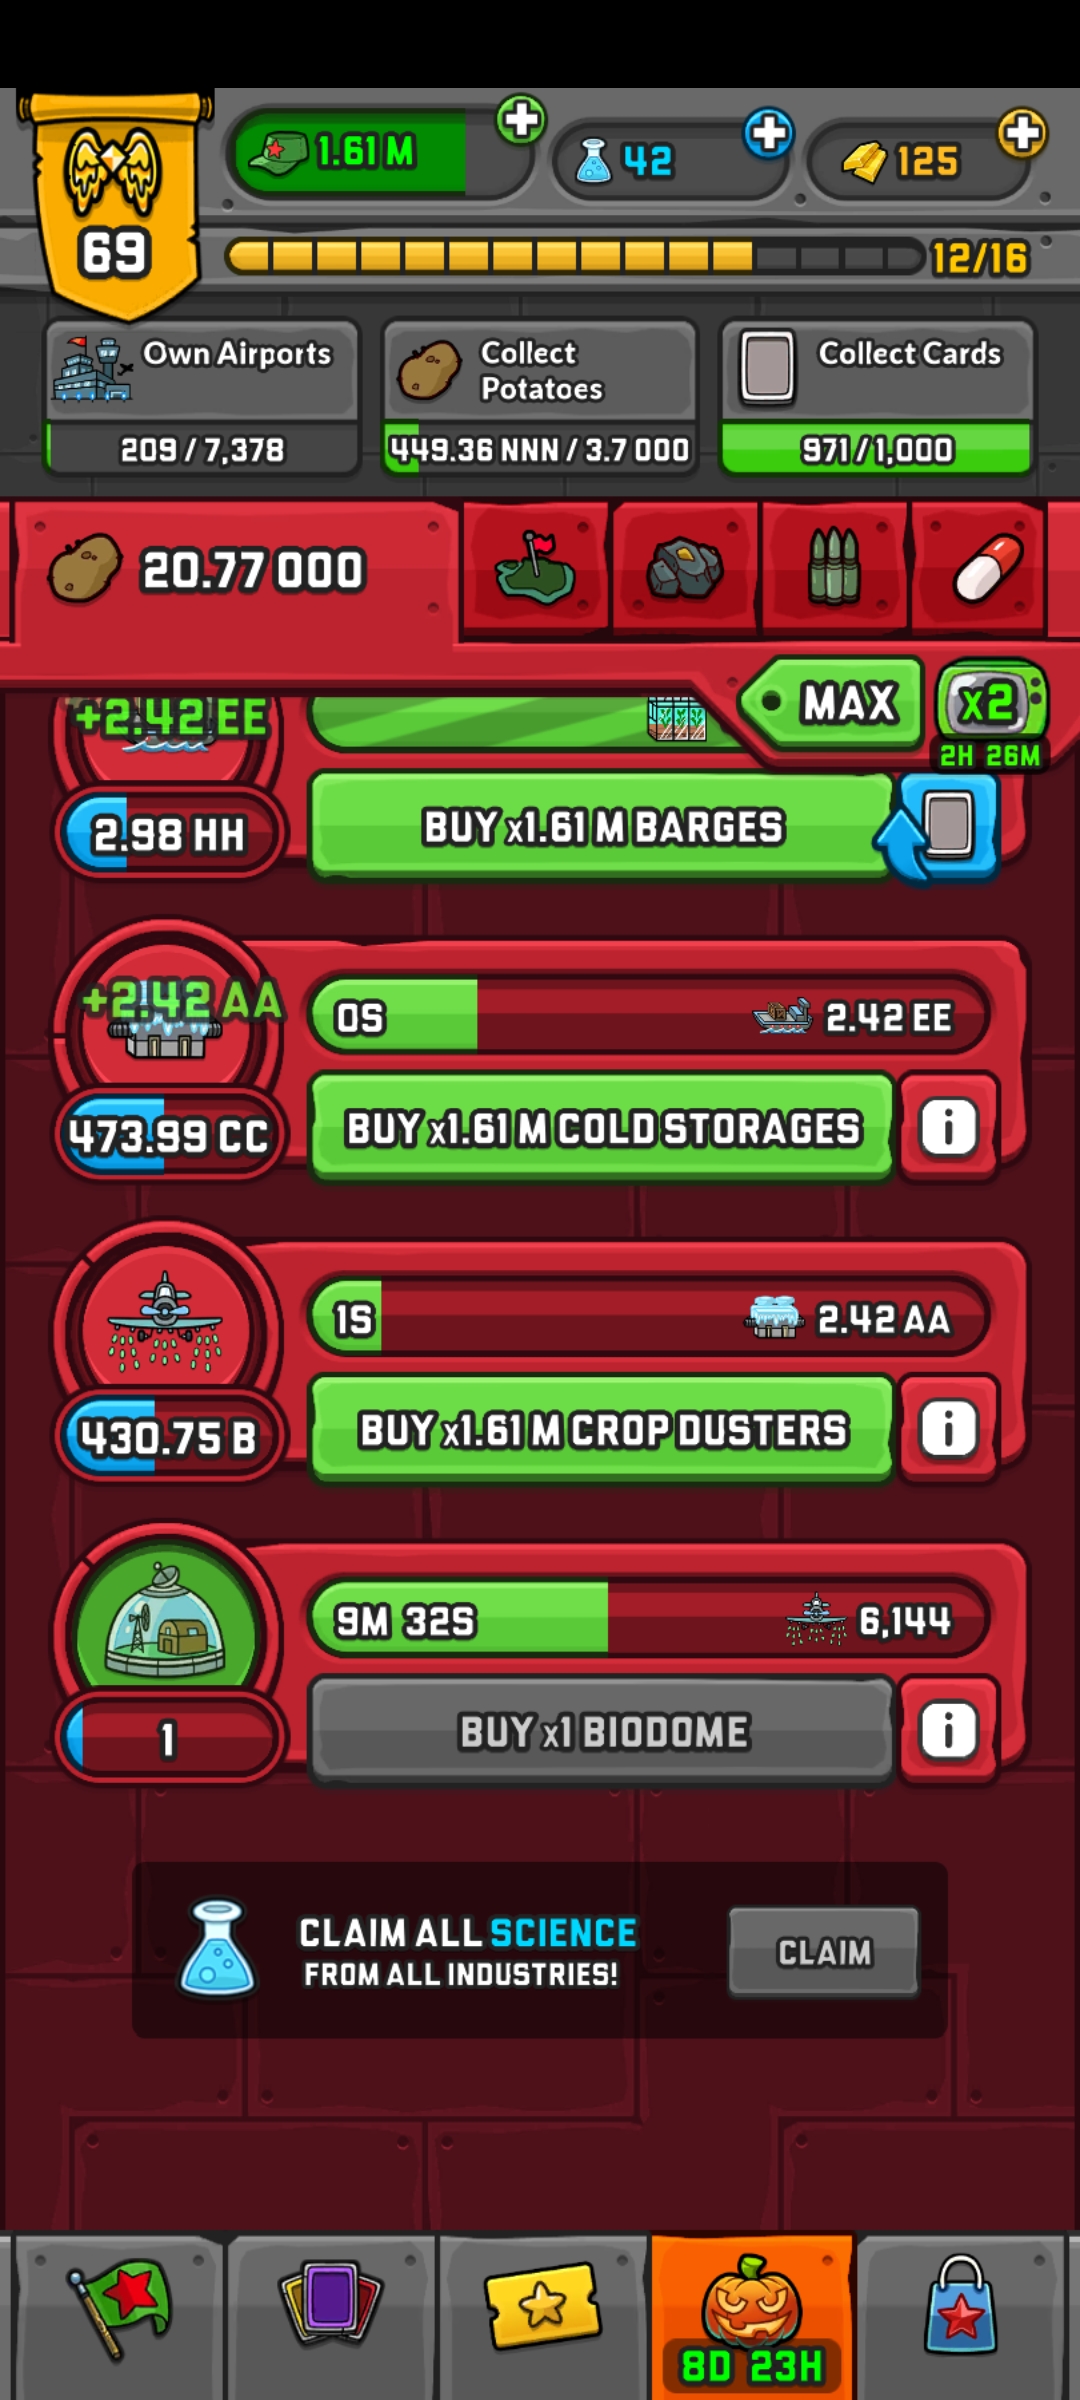 69
1.61 M
42
125
12/16
Own Airports
209 / 7,378
Collect
Potatoes
449.36 NNN / 3.7 OOO
Collect Cards
971 / 1,000
20.77 OOO
MAX
x2
2H 26M
+2.42 EE
2.98 HH
BUY x1.61 M BARGES
+2.42 AA
0S
2.42 EE
473.99 CC
BUY x1.61 M COLD STORAGES
i
1S
2.42 AA
430.75 B
BUY x1.61 M CROP DUSTERS
i
9M 32S
6,144
1
BUY x1 BIODOME
i
CLAIM ALL SCIENCE
FROM ALL INDUSTRIES!
CLAIM
8D 23H